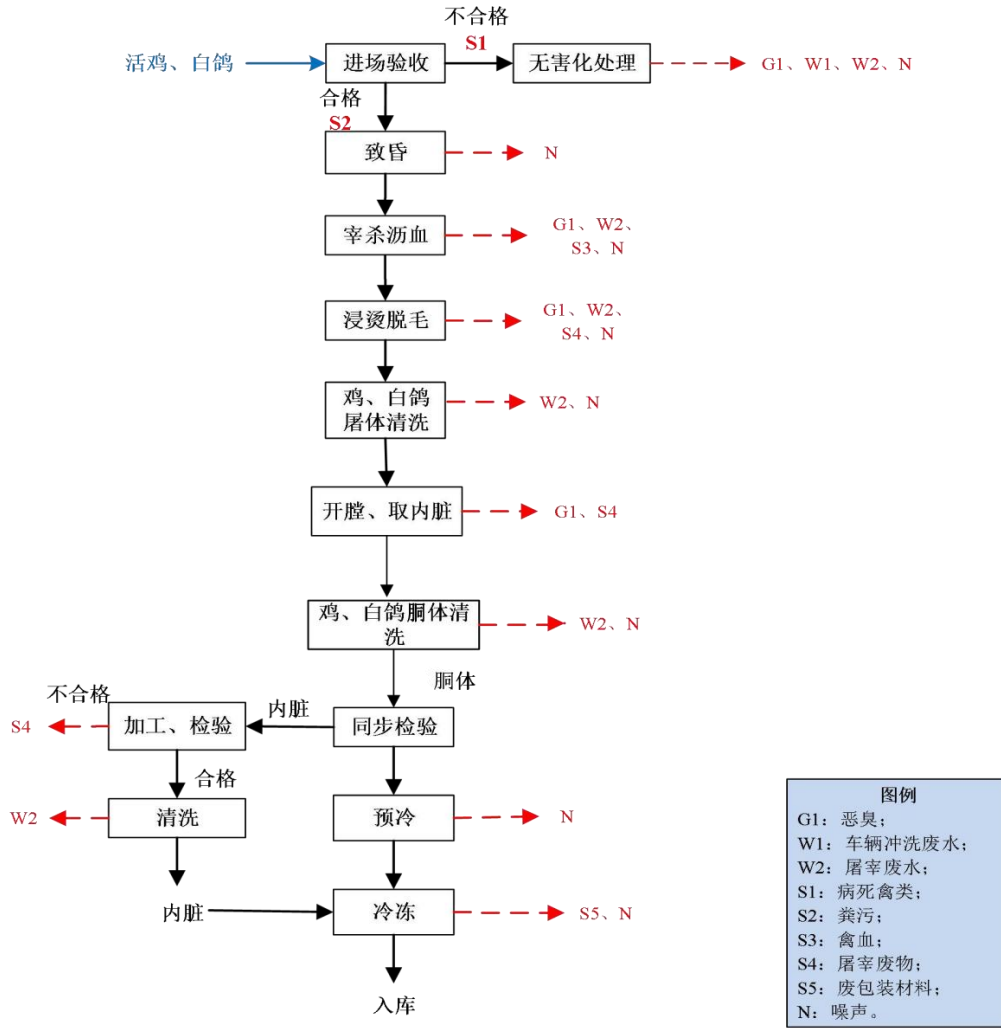 不合格
S1
活鸡、白鸽
进场验收
无害化处理
G1、W1、W2、N
合格
S2
致昏
N
宰杀沥血
G1、W2、
S3、N
浸烫脱毛
G1、W2、
S4、N
鸡、白鸽
屠体清洗
W2、N
开膛、取内脏
G1、S4
鸡、白鸽胴体清
洗
W2、N
胴体
不合格
S4
加工、检验
内脏
同步检验
合格
W2
清洗
预冷
N
内脏
冷冻
S5、N
入库
图例
G1：恶臭；
W1：车辆冲洗废水；
W2：屠宰废水；
S1：病死禽类；
S2：粪污；
S3：禽血；
S4：屠宰废物；
S5：废包装材料；
N：噪声。